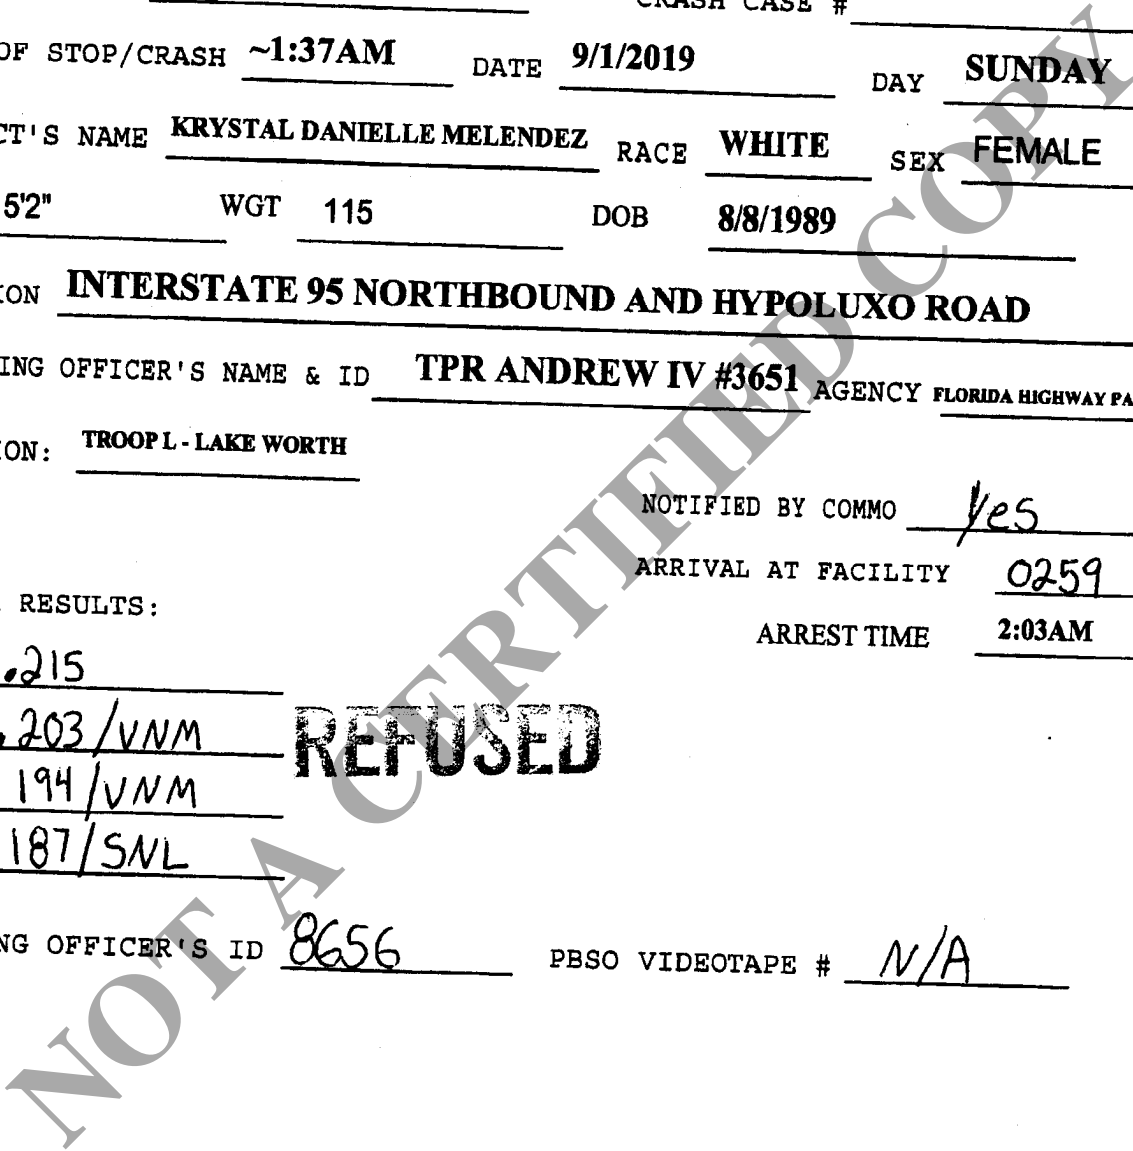 CRASH CASE #
OF STOP/CRASH ~1:37AM DATE 9/1/2019 DAY SUNDAY
CT'S NAME KRYSTAL DANIELLE MELENDEZ RACE WHITE SEX FEMALE
5'2" WGT 115 DOB 8/8/1989
ION INTERSTATE 95 NORTHBOUND AND HYPOLUXO ROAD
ING OFFICER'S NAME & ID TPR ANDREW IV #3651 AGENCY FLORIDA HIGHWAY PA
ION: TROOP L - LAKE WORTH
NOTIFIED BY COMMO Yes
ARRIVAL AT FACILITY 0259
RESULTS:
ARREST TIME 2:03AM
.215
.203/VNM
REFUSED
194/VNM
187/SNL
NG OFFICER'S ID 8656 PBSO VIDEOTAPE # N/A
NOT A CERTIFIED COPY